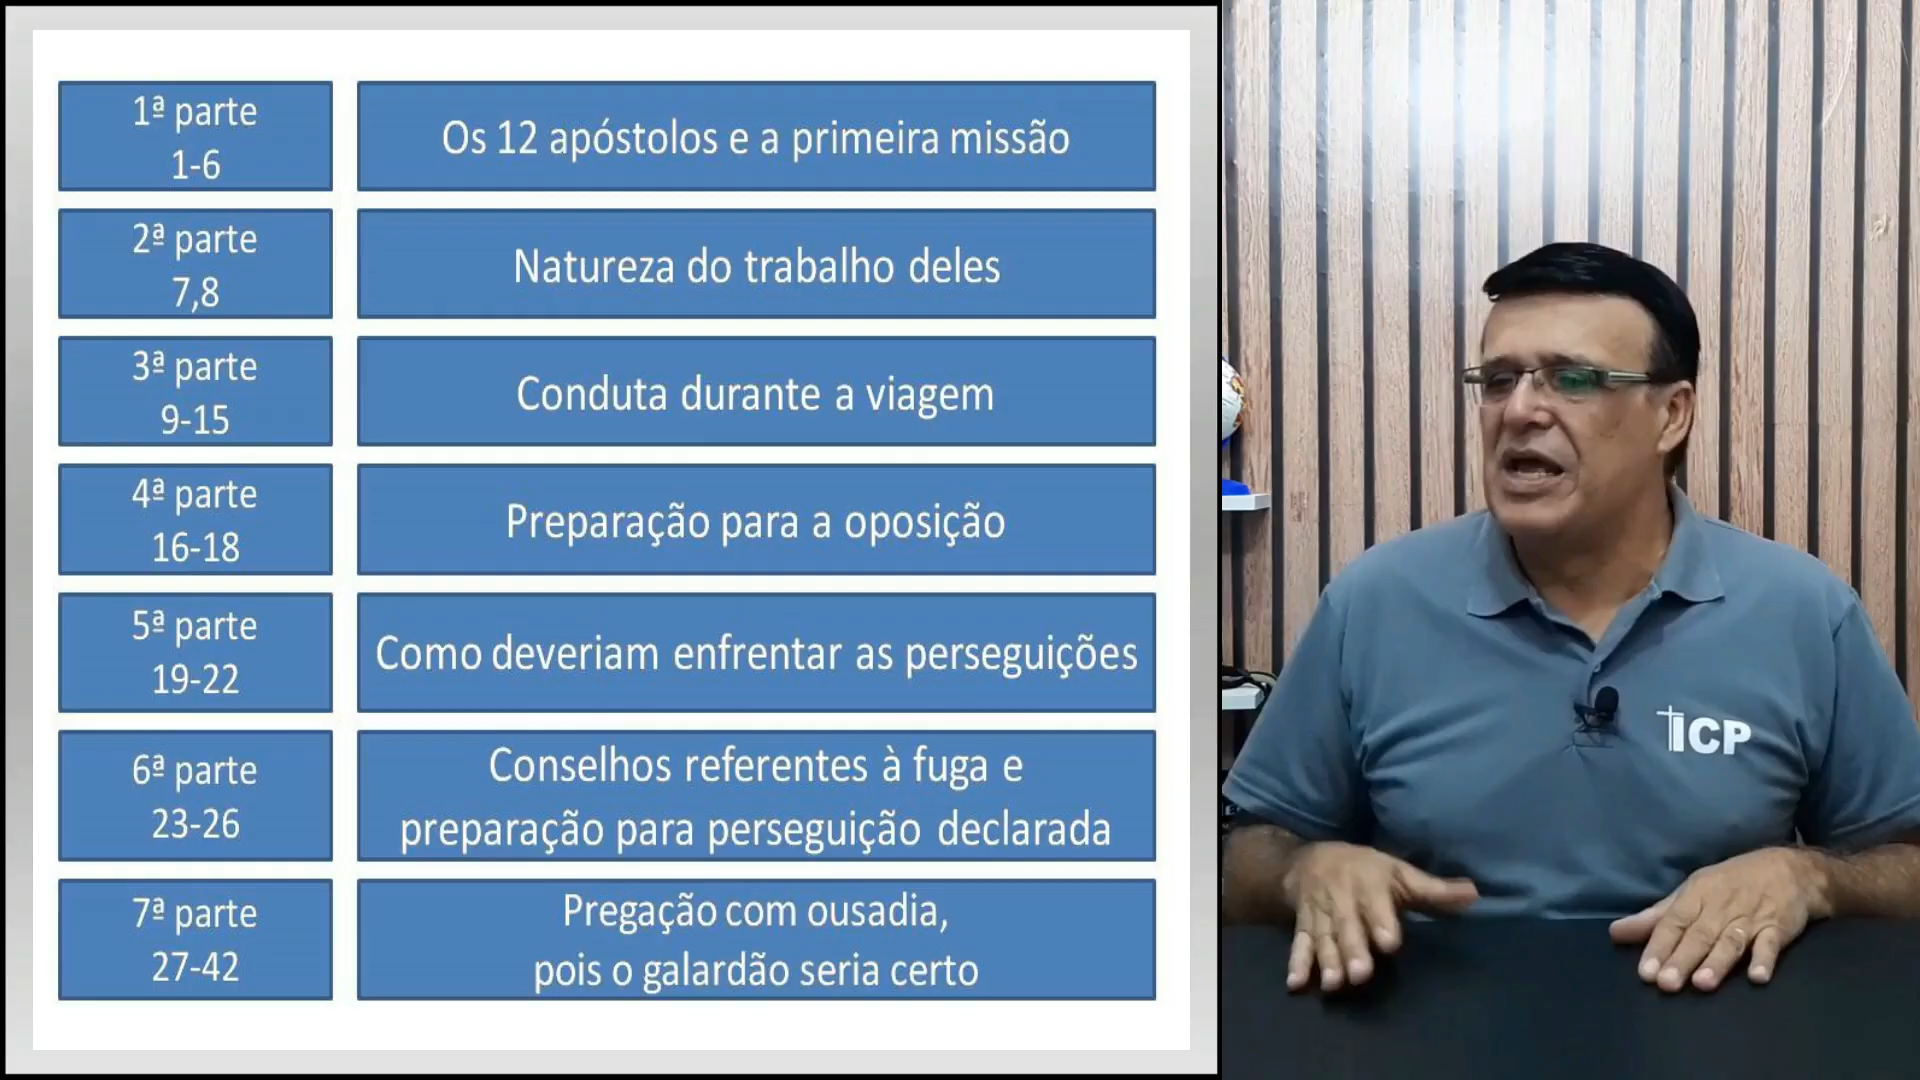 1ª parte
1-6
Os 12 apóstolos e a primeira missão
2ª parte
7,8
Natureza do trabalho deles
3ª parte
9-15
Conduta durante a viagem
4ª parte
16-18
Preparação para a oposição
5ª parte
19-22
Como deveriam enfrentar as perseguições
6ª parte
23-26
Conselhos referentes à fuga e
preparação para perseguição declarada
7ª parte
27-42
Pregação com ousadia,
pois o galardão seria certo
ICP